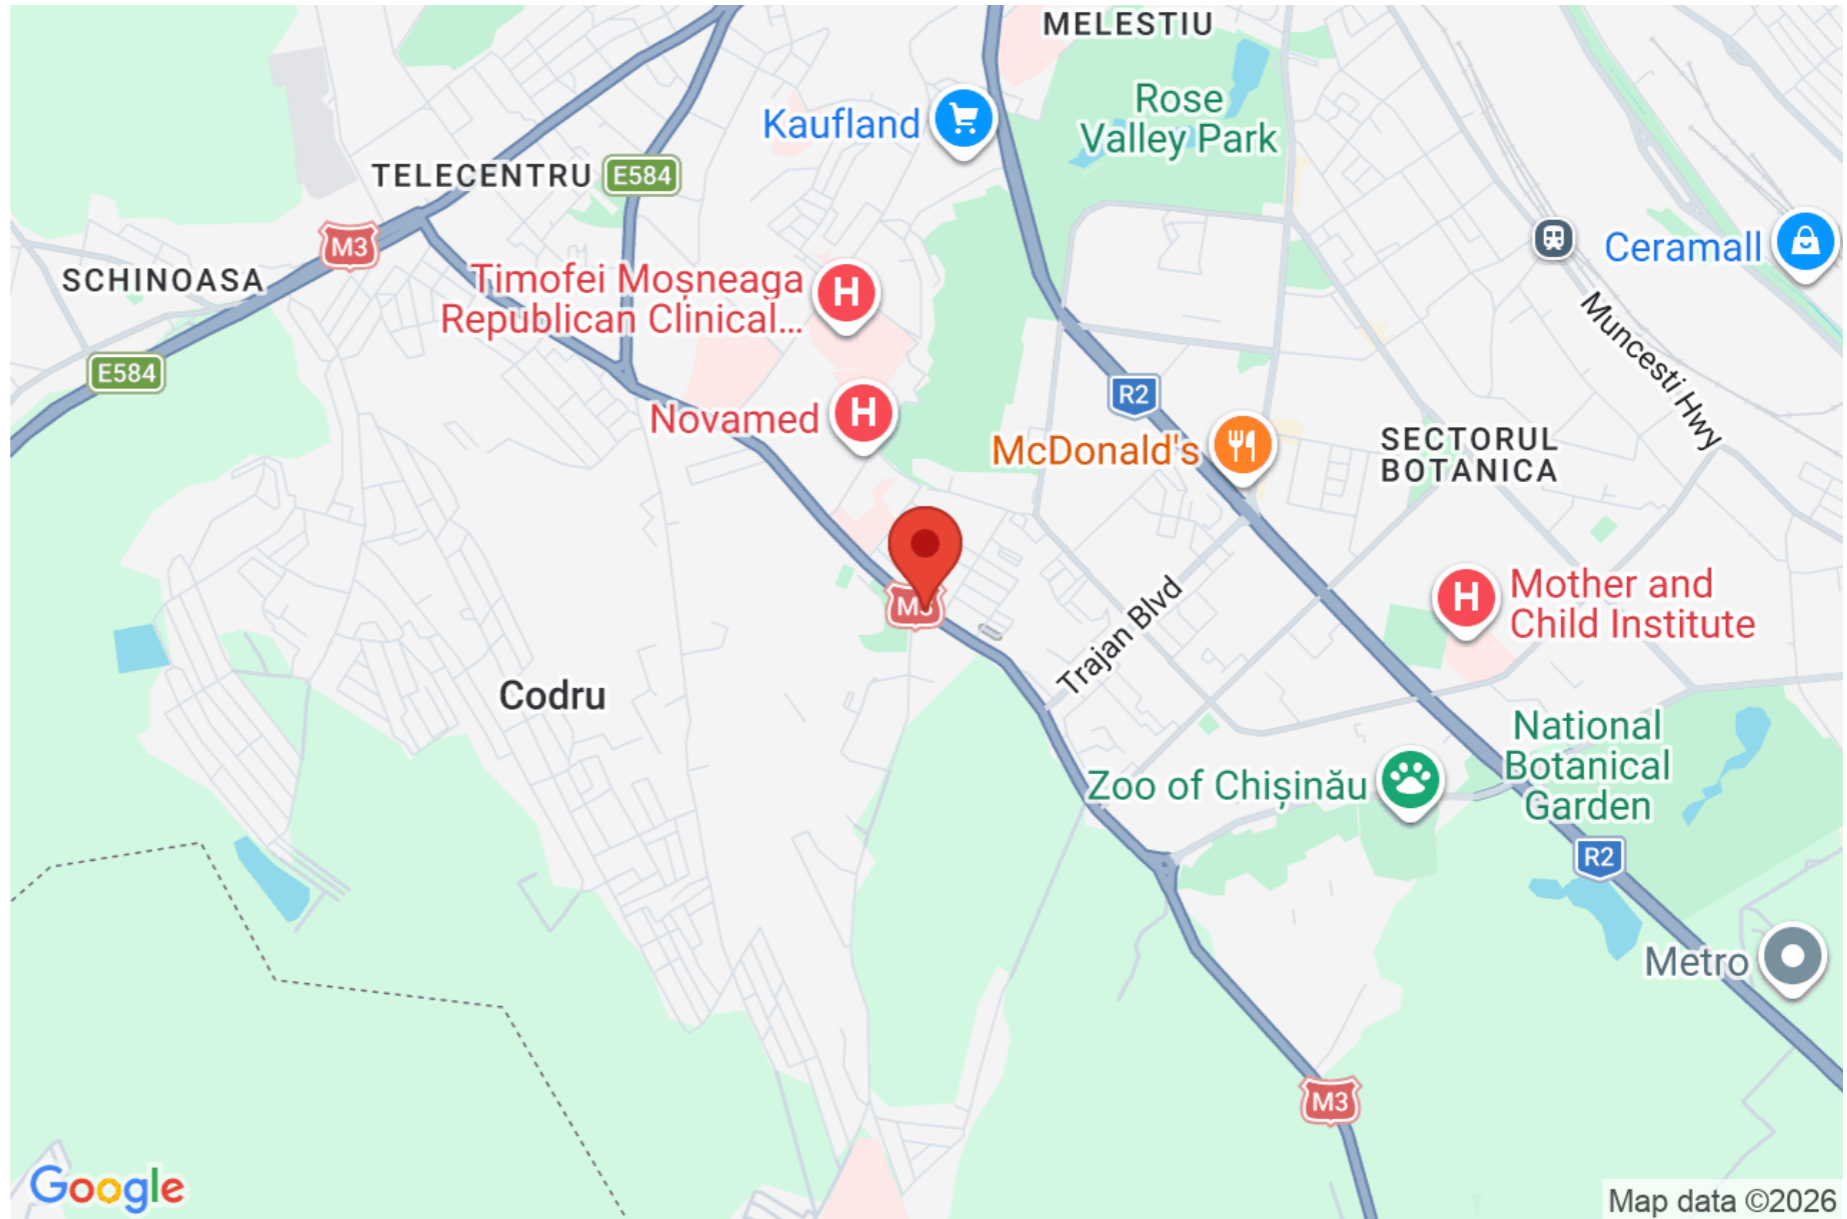 MELESTIU
Rose
Valley Park
Kaufland
TELECENTRU
E584
M3
SCHINOASA
Ceramall
Timofei Moșneaga
Republican Clinical...
H
Muncesti Hwy
E584
R2
Novamed
H
McDonald's
SECTORUL
BOTANICA
M3
Trajan Blvd
H
Mother and
Child Institute
Codru
National
Botanical
Garden
Zoo of Chișinău
R2
Metro
M3
Google
Map data ©2026